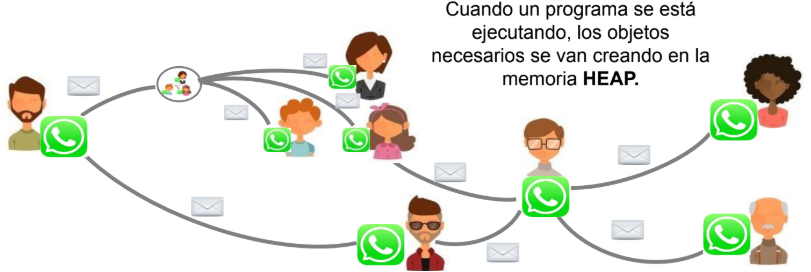 Cuando un programa se está
ejecutando, los objetos
necesarios se van creando en la
memoria HEAP.